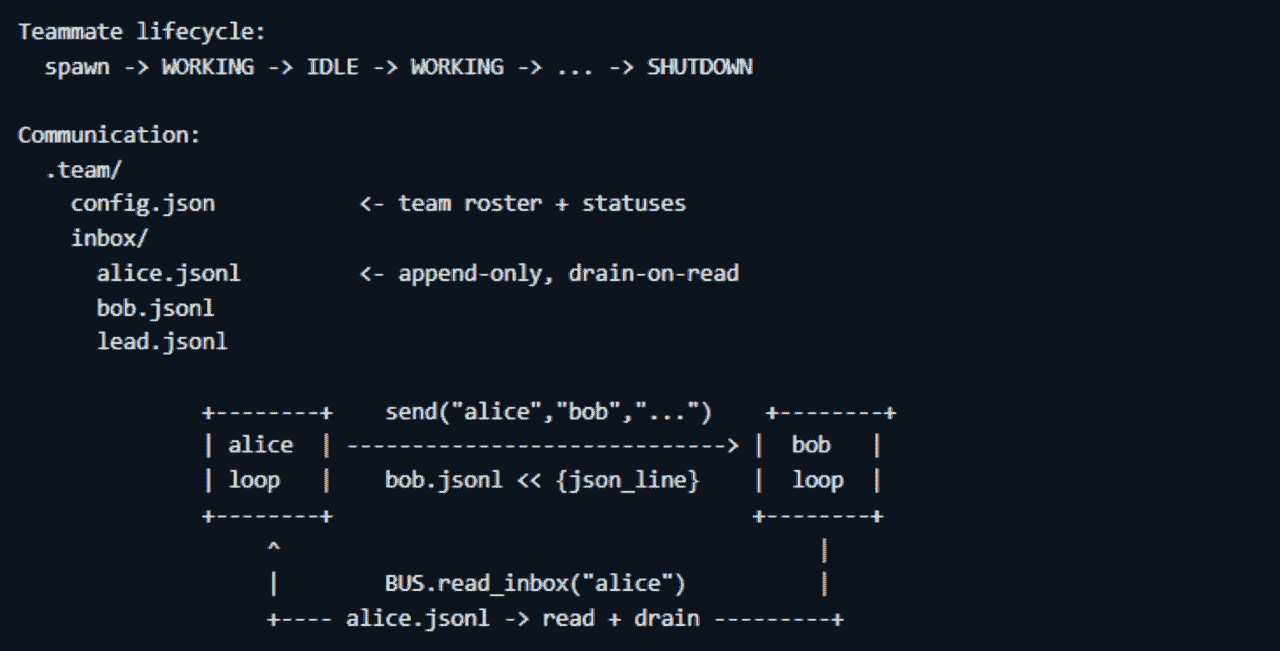 Teammate lifecycle:
  spawn -> WORKING -> IDLE -> WORKING -> ... -> SHUTDOWN

Communication:
  .team/
    config.json           <- team roster + statuses
    inbox/
      alice.jsonl         <- append-only, drain-on-read
      bob.jsonl
      lead.jsonl

              +--------+    send("alice","bob","...")    +--------+
              | alice  | -----------------------------> |  bob   |
              | loop   |    bob.jsonl << {json_line}    |  loop  |
              +--------+                                +--------+
                   ^                                         |
                   |        BUS.read_inbox("alice")          |
                   +---- alice.jsonl -> read + drain ---------+